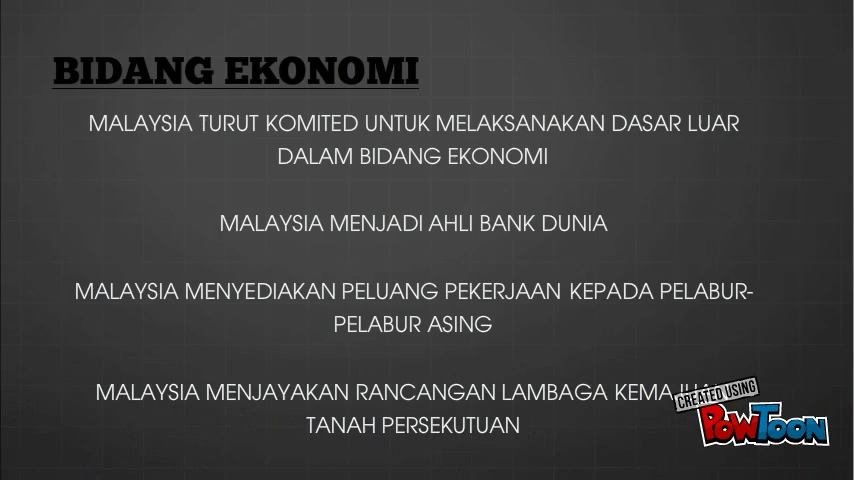 BIDANG EKONOMI
MALAYSIA TURUT KOMITED UNTUK MELAKSANAKAN DASAR LUAR
DALAM BIDANG EKONOMI
MALAYSIA MENJADI AHLI BANK DUNIA
MALAYSIA MENYEDIAKAN PELUANG PEKERJAAN KEPADA PELABUR-
PELABUR ASING
MALAYSIA MENJAYAKAN RANCANGAN LAMBAGA
TANAH PERSEKUTUAN
CREATED USING
POWTOON